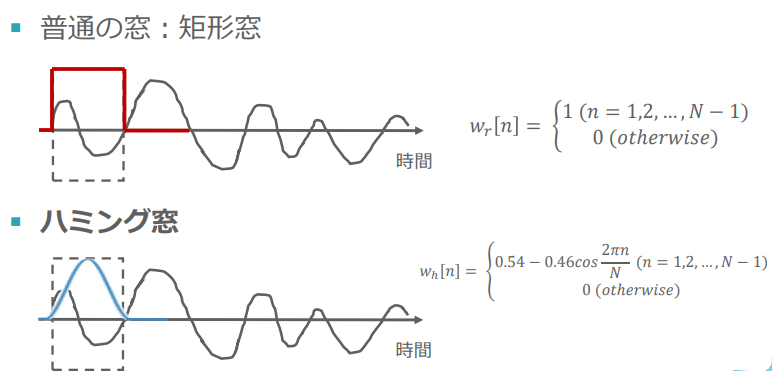 普通の窓：矩形窓
w_r[n] = { 1 (n = 1,2, … , N − 1)
0 (otherwise)
時間
ハミング窓
w_h[n] = { 0.54 − 0.46cos 2πn/N (n = 1,2, … , N − 1)
0 (otherwise)
時間